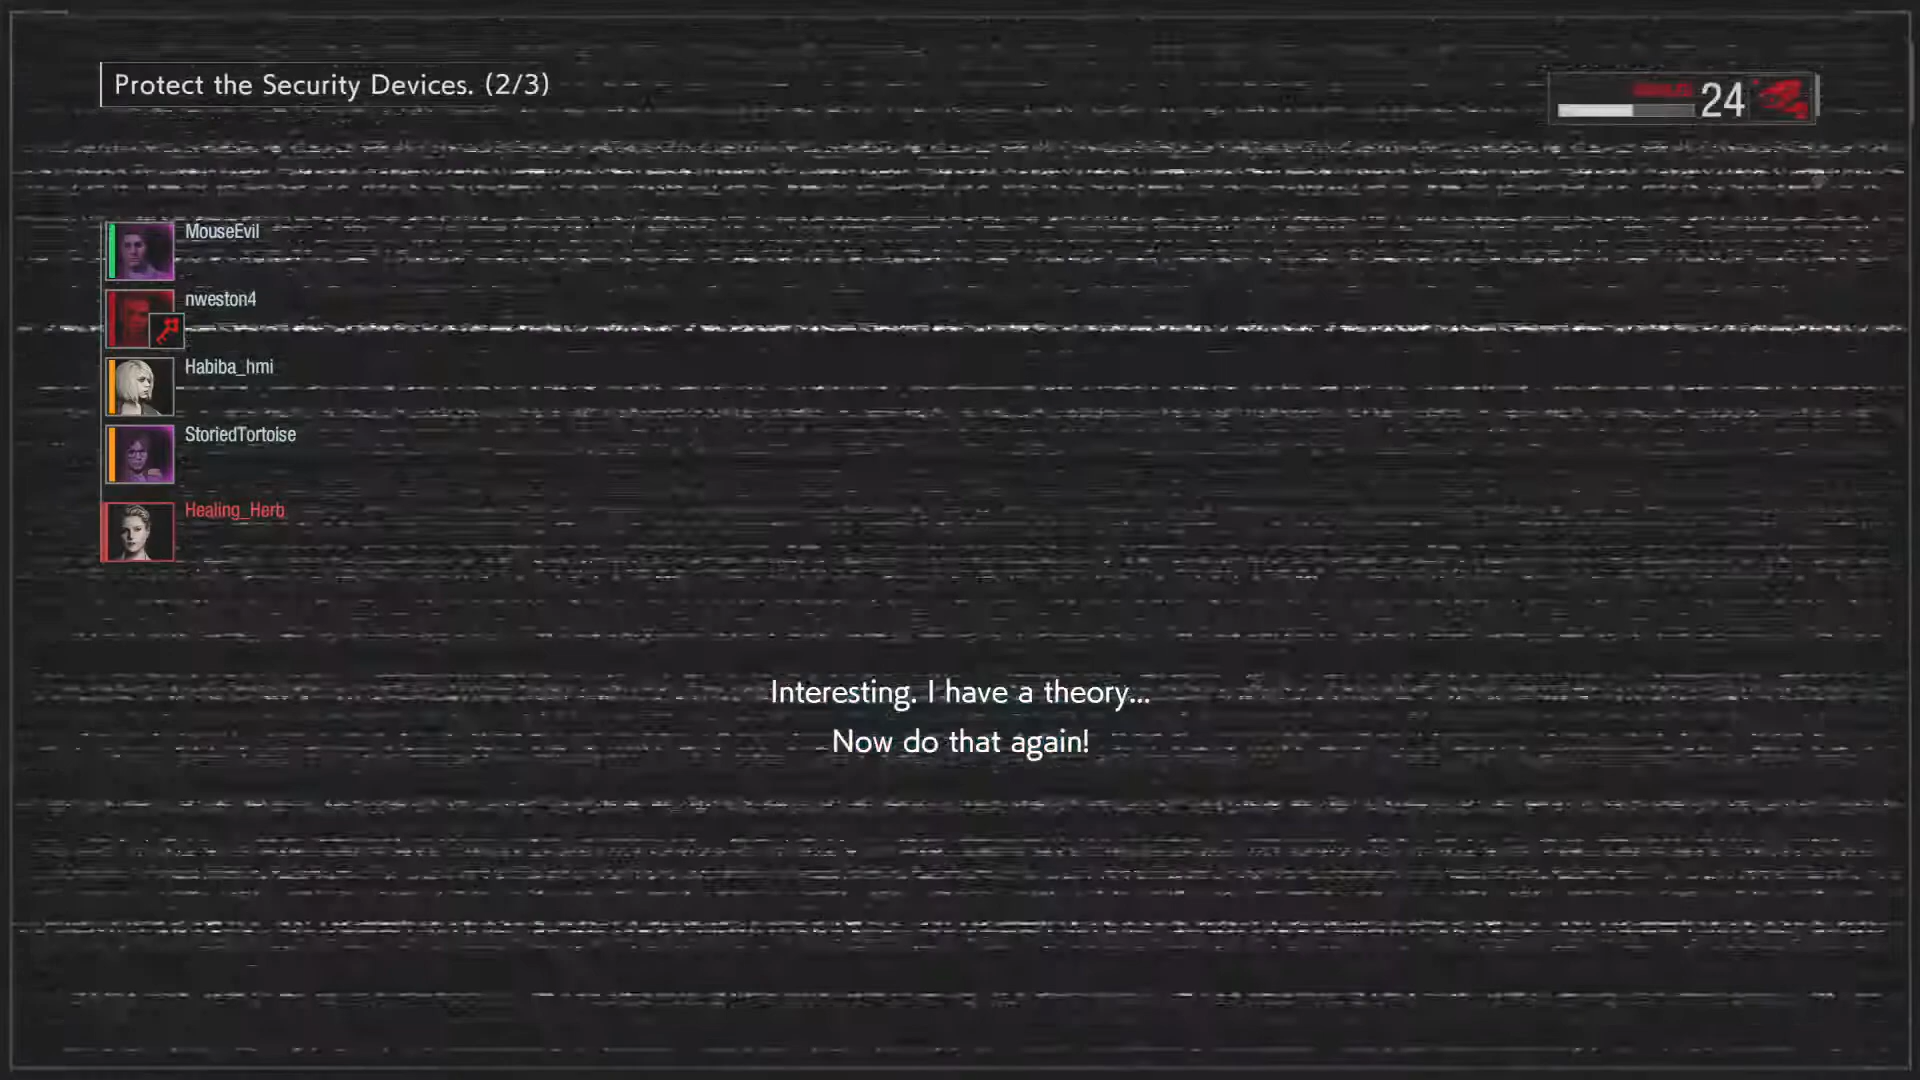 Protect the Security Devices. (2/3)
24
MouseEvil
nweston4
Habiba_hmi
StoriedTortoise
Healing_Herb
Interesting. I have a theory...
Now do that again!